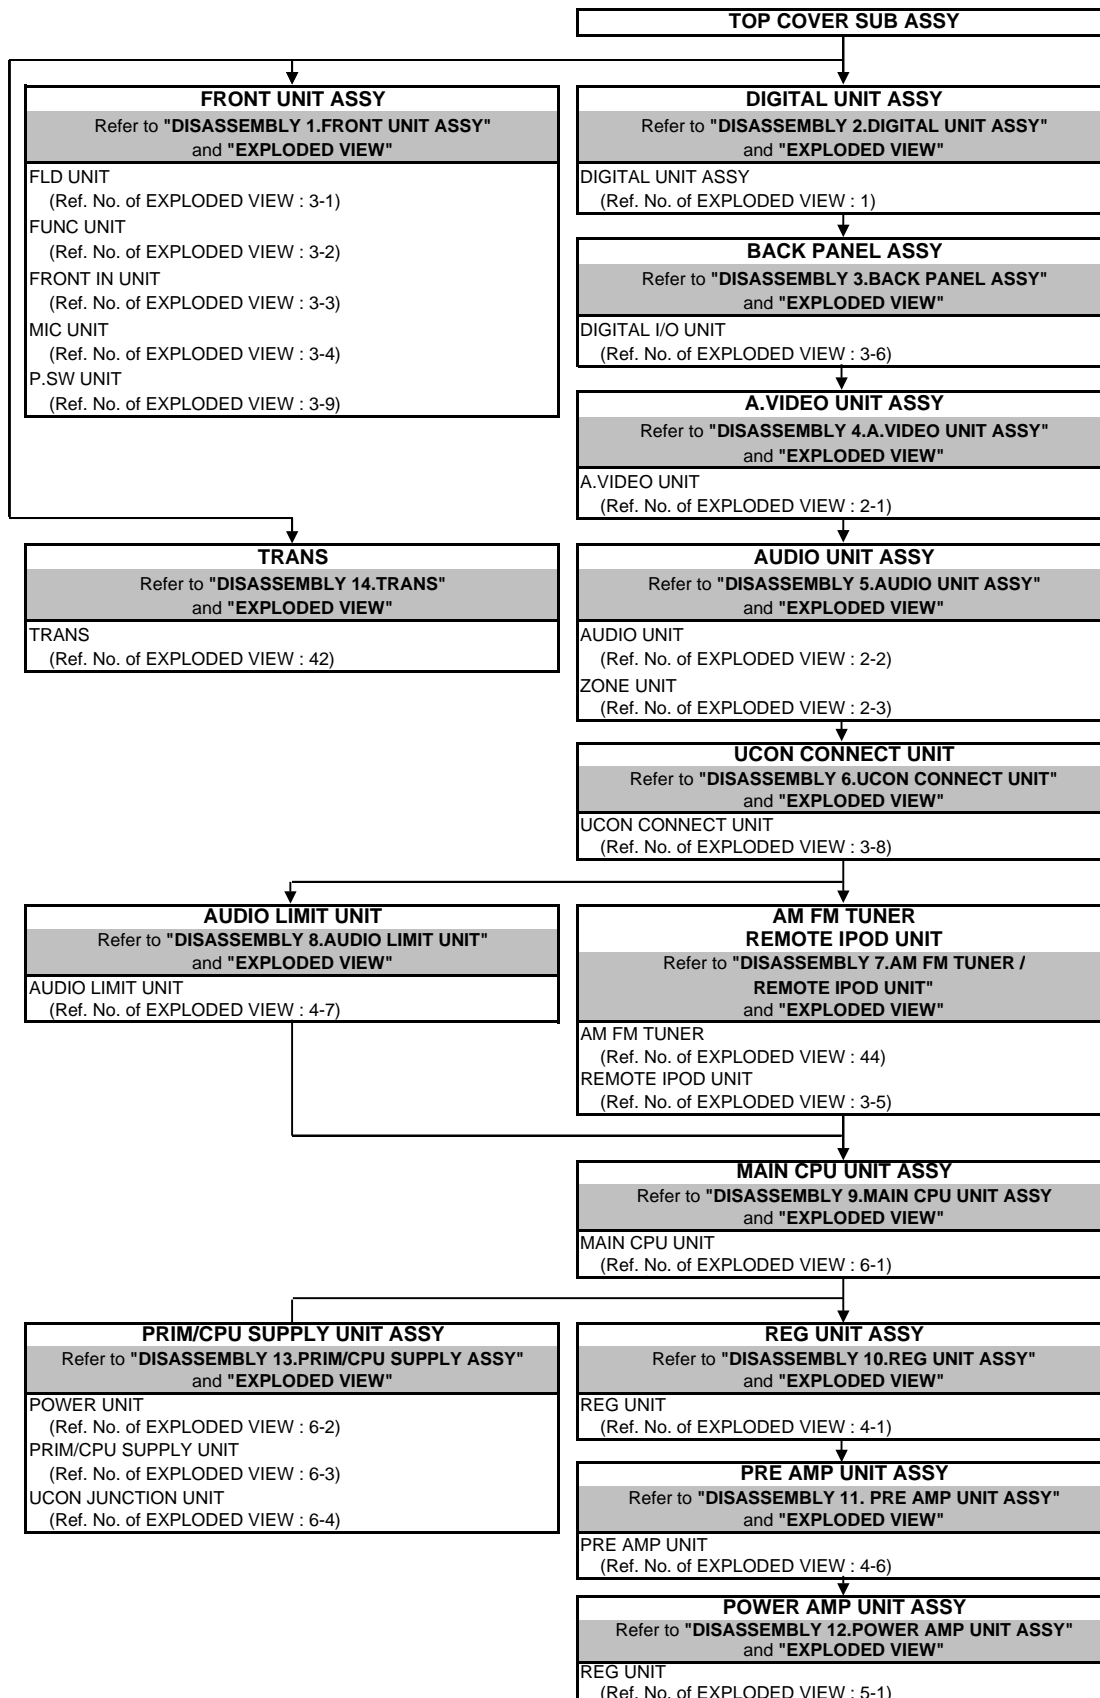 TOP COVER SUB ASSY
FRONT UNIT ASSY
Refer to "DISASSEMBLY 1.FRONT UNIT ASSY"
and "EXPLODED VIEW"
FLD UNIT
(Ref. No. of EXPLODED VIEW : 3-1)
FUNC UNIT
(Ref. No. of EXPLODED VIEW : 3-2)
FRONT IN UNIT
(Ref. No. of EXPLODED VIEW : 3-3)
MIC UNIT
(Ref. No. of EXPLODED VIEW : 3-4)
P.SW UNIT
(Ref. No. of EXPLODED VIEW : 3-9)
DIGITAL UNIT ASSY
Refer to "DISASSEMBLY 2.DIGITAL UNIT ASSY"
and "EXPLODED VIEW"
DIGITAL UNIT ASSY
(Ref. No. of EXPLODED VIEW : 1)
BACK PANEL ASSY
Refer to "DISASSEMBLY 3.BACK PANEL ASSY"
and "EXPLODED VIEW"
DIGITAL I/O UNIT
(Ref. No. of EXPLODED VIEW : 3-6)
A.VIDEO UNIT ASSY
Refer to "DISASSEMBLY 4.A.VIDEO UNIT ASSY"
and "EXPLODED VIEW"
A.VIDEO UNIT
(Ref. No. of EXPLODED VIEW : 2-1)
TRANS
Refer to "DISASSEMBLY 14.TRANS"
and "EXPLODED VIEW"
TRANS
(Ref. No. of EXPLODED VIEW : 42)
AUDIO UNIT ASSY
Refer to "DISASSEMBLY 5.AUDIO UNIT ASSY"
and "EXPLODED VIEW"
AUDIO UNIT
(Ref. No. of EXPLODED VIEW : 2-2)
ZONE UNIT
(Ref. No. of EXPLODED VIEW : 2-3)
UCON CONNECT UNIT
Refer to "DISASSEMBLY 6.UCON CONNECT UNIT"
and "EXPLODED VIEW"
UCON CONNECT UNIT
(Ref. No. of EXPLODED VIEW : 3-8)
AUDIO LIMIT UNIT
Refer to "DISASSEMBLY 8.AUDIO LIMIT UNIT"
and "EXPLODED VIEW"
AUDIO LIMIT UNIT
(Ref. No. of EXPLODED VIEW : 4-7)
AM FM TUNER
REMOTE IPOD UNIT
Refer to "DISASSEMBLY 7.AM FM TUNER /
REMOTE IPOD UNIT"
and "EXPLODED VIEW"
AM FM TUNER
(Ref. No. of EXPLODED VIEW : 44)
REMOTE IPOD UNIT
(Ref. No. of EXPLODED VIEW : 3-5)
MAIN CPU UNIT ASSY
Refer to "DISASSEMBLY 9.MAIN CPU UNIT ASSY
and "EXPLODED VIEW"
MAIN CPU UNIT
(Ref. No. of EXPLODED VIEW : 6-1)
PRIM/CPU SUPPLY UNIT ASSY
Refer to "DISASSEMBLY 13.PRIM/CPU SUPPLY ASSY"
and "EXPLODED VIEW"
POWER UNIT
(Ref. No. of EXPLODED VIEW : 6-2)
PRIM/CPU SUPPLY UNIT
(Ref. No. of EXPLODED VIEW : 6-3)
UCON JUNCTION UNIT
(Ref. No. of EXPLODED VIEW : 6-4)
REG UNIT ASSY
Refer to "DISASSEMBLY 10.REG UNIT ASSY"
and "EXPLODED VIEW"
REG UNIT
(Ref. No. of EXPLODED VIEW : 4-1)
PRE AMP UNIT ASSY
Refer to "DISASSEMBLY 11. PRE AMP UNIT ASSY"
and "EXPLODED VIEW"
PRE AMP UNIT
(Ref. No. of EXPLODED VIEW : 4-6)
POWER AMP UNIT ASSY
Refer to "DISASSEMBLY 12.POWER AMP UNIT ASSY"
and "EXPLODED VIEW"
REG UNIT
(Ref. No. of EXPLODED VIEW : 5-1)